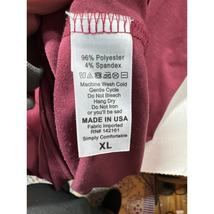 96% Polyester
4% Spandex
Machine Wash Cold
Gentle Cycle
Do Not Bleach
Hang Dry
Do Not Iron or
you'll be sad
MADE IN USA
Fabric Imported
RN# 142161
Simply Comfortable
XL